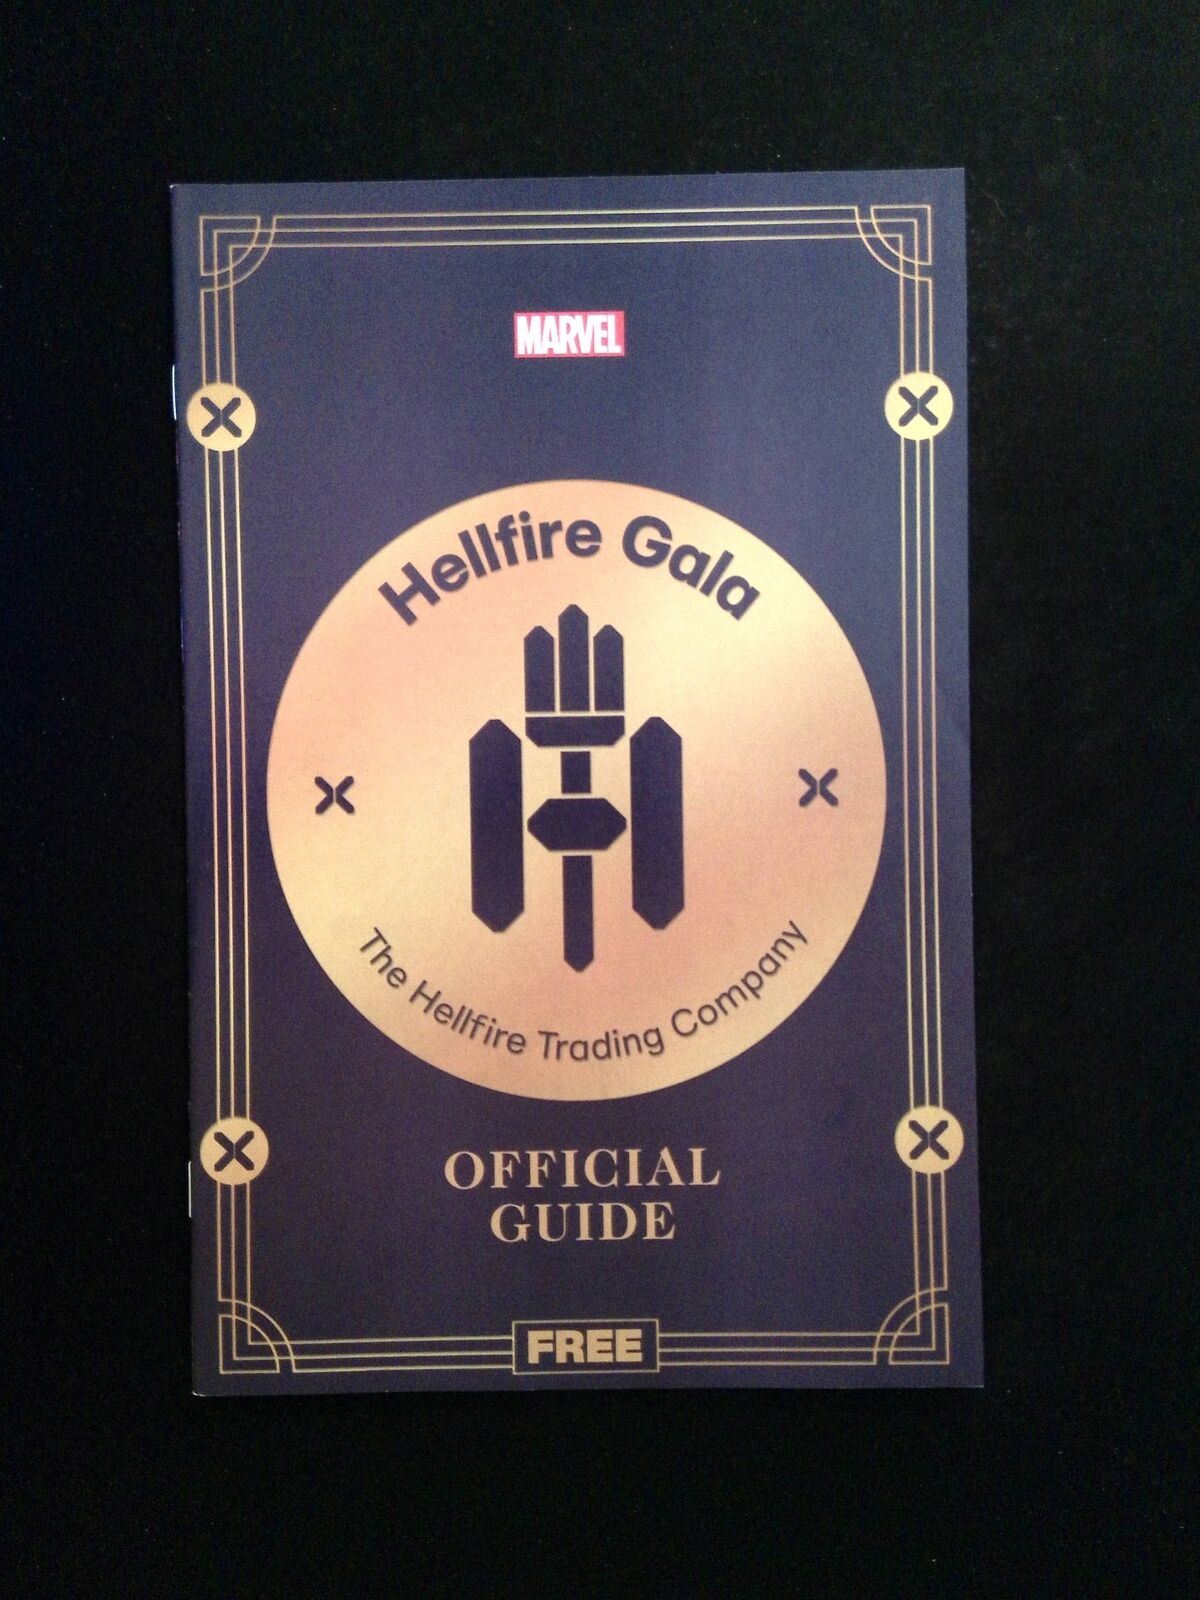 MARVEL
Hellfire Gala
The Hellfire Trading Company
OFFICIAL
GUIDE
FREE